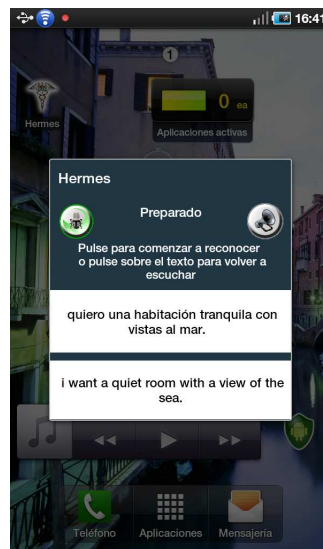 16:41
1
Hermes
0 ea
Aplicaciones activas
Hermes
Preparado
Pulse para comenzar a reconocer
o pulse sobre el texto para volver a
escuchar
quiero una habitación tranquila con
vistas al mar.
i want a quiet room with a view of the
sea.
Teléfono
Aplicaciones
Mensajería